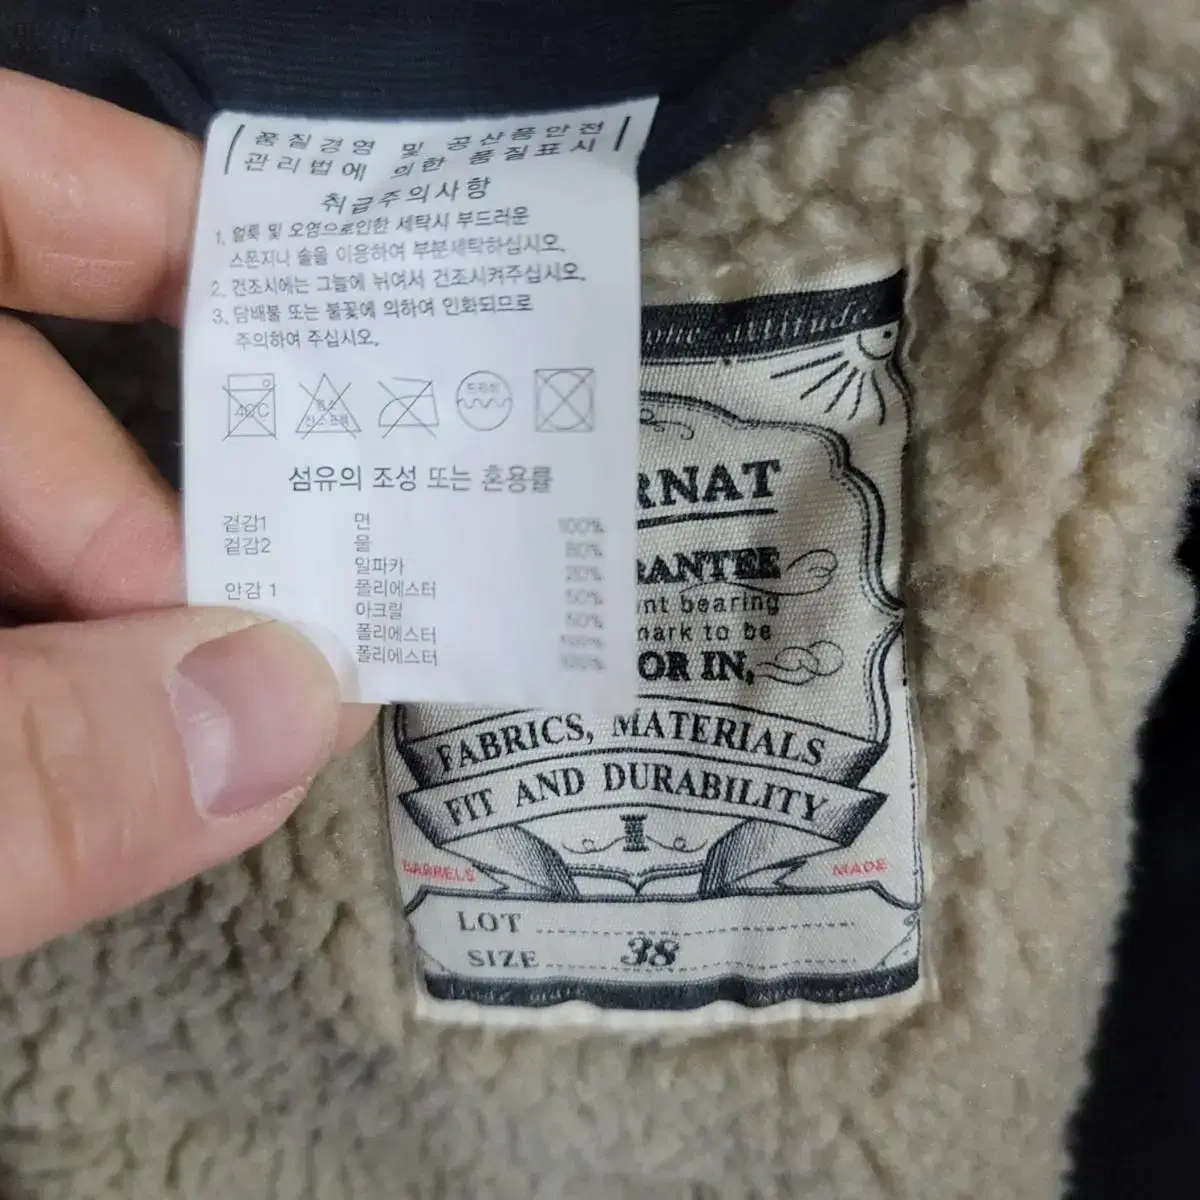 품질경영 및 공산품안전
관리법에 의한 품질표시
취급주의사항
1. 얼룩 및 오염으로인한 세탁시 부드러운
스폰지나 솔을 이용하여 부분세탁하십시오.
2. 건조시에는 그늘에 뉘여서 건조시켜주십시오.
3. 담배불 또는 불꽃에 의하여 인화되므로
주의하여 주십시오.
40C
드라이
섬유의 조성 또는 혼용률
겉감1 면 100%
겉감2 울 80%
알파카 20%
안감 1 폴리에스터 50%
아크릴 50%
폴리에스터 100%
폴리에스터 100%
Attitude
RNAT
RANTEE
nt bearing
mark to be
OR IN,
FABRICS, MATERIALS
FIT AND DURABILITY
BARRELS MADE
LOT
SIZE 38